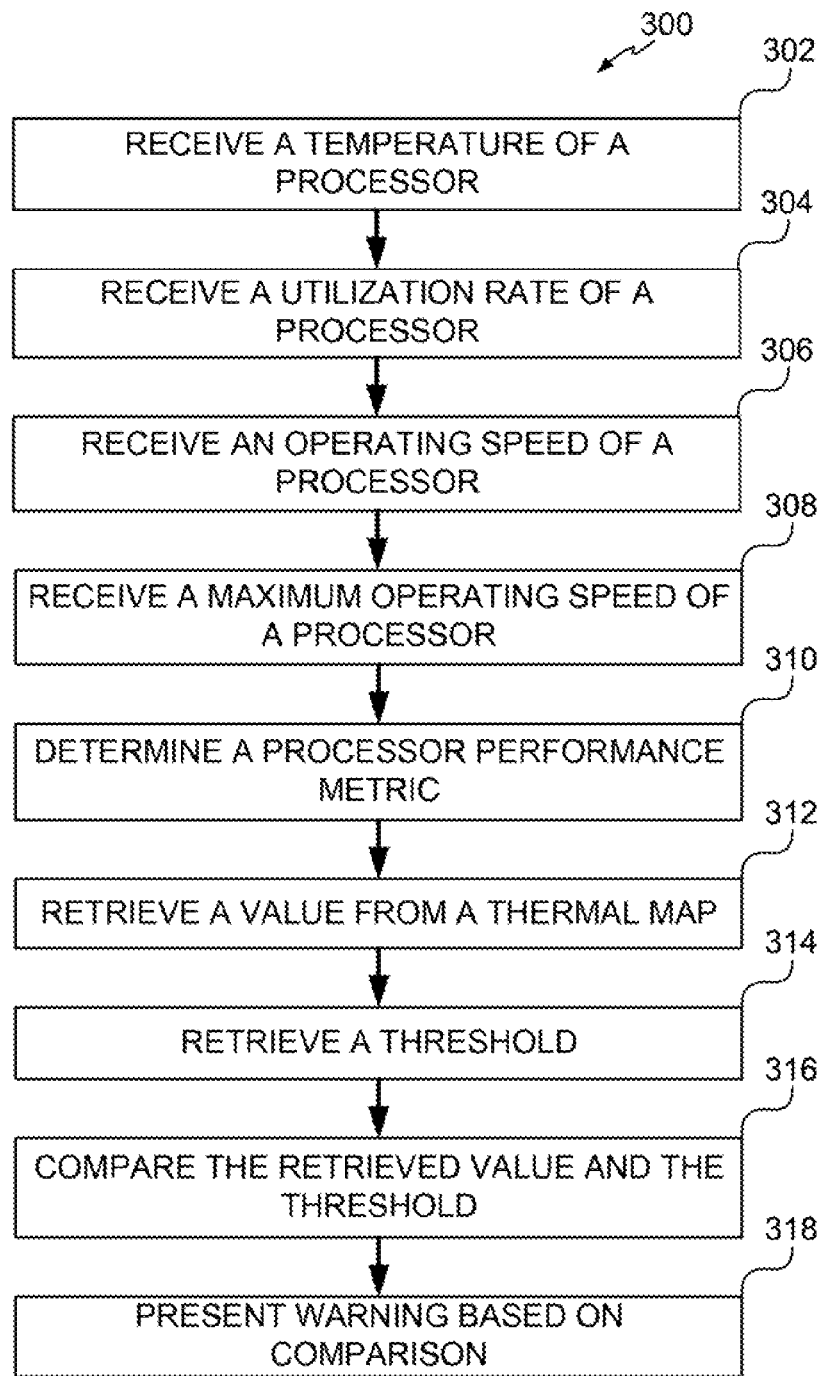 300
302
RECEIVE A TEMPERATURE OF A
PROCESSOR
304
RECEIVE A UTILIZATION RATE OF A
PROCESSOR
306
RECEIVE AN OPERATING SPEED OF A
PROCESSOR
308
RECEIVE A MAXIMUM OPERATING SPEED OF
A PROCESSOR
310
DETERMINE A PROCESSOR PERFORMANCE
METRIC
312
RETRIEVE A VALUE FROM A THERMAL MAP
314
RETRIEVE A THRESHOLD
316
COMPARE THE RETRIEVED VALUE AND THE
THRESHOLD
318
PRESENT WARNING BASED ON
COMPARISON